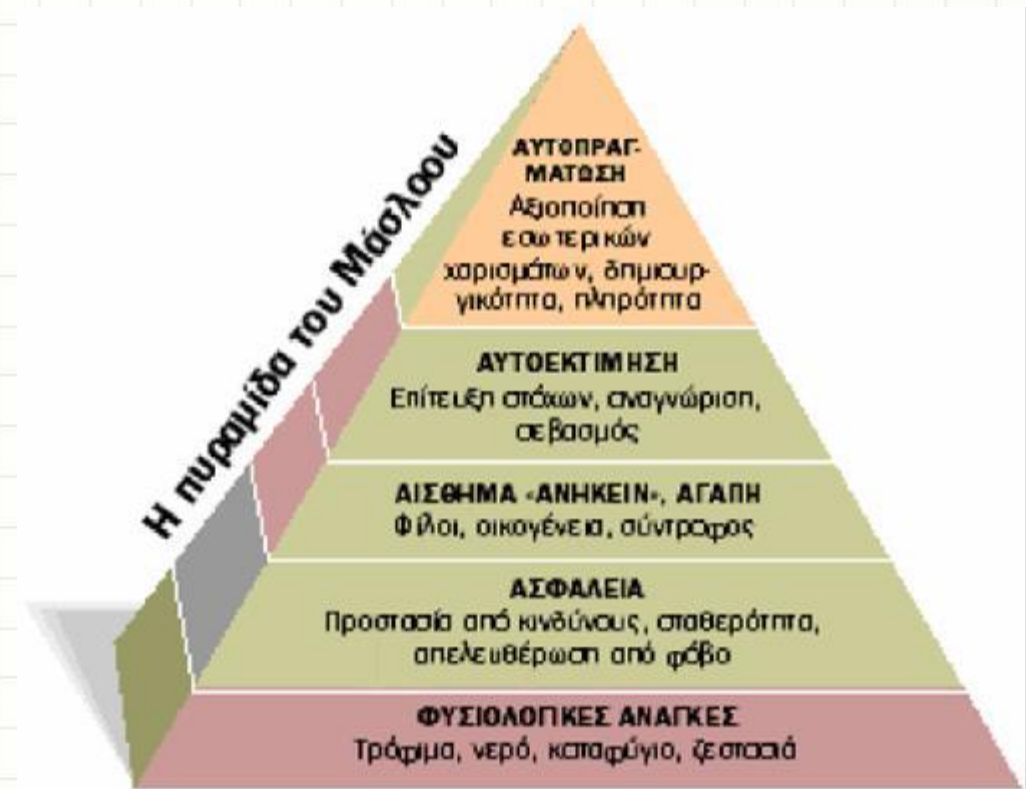 Η πυραμίδα του Μάσλοου
ΑΥΤΟΠΡΑΓ-
ΜΑΤΩΣΗ
Αξιοποίηση
εσωτερικών
χαρισμάτων, δημιουρ-
γικότητα, πληρότητα
ΑΥΤΟΕΚΤΙΜΗΣΗ
Επίτευξη στόχων, αναγνώριση,
σεβασμός
ΑΙΣΘΗΜΑ «ΑΝΗΚΕΙΝ», ΑΓΑΠΗ
Φίλοι, οικογένεια, σύντροφος
ΑΣΦΑΛΕΙΑ
Προστασία από κινδύνους, σταθερότητα,
απελευθέρωση από φόβο
ΦΥΣΙΟΛΟΓΙΚΕΣ ΑΝΑΓΚΕΣ
Τρόφιμα, νερό, καταφύγιο, ζεστασιά